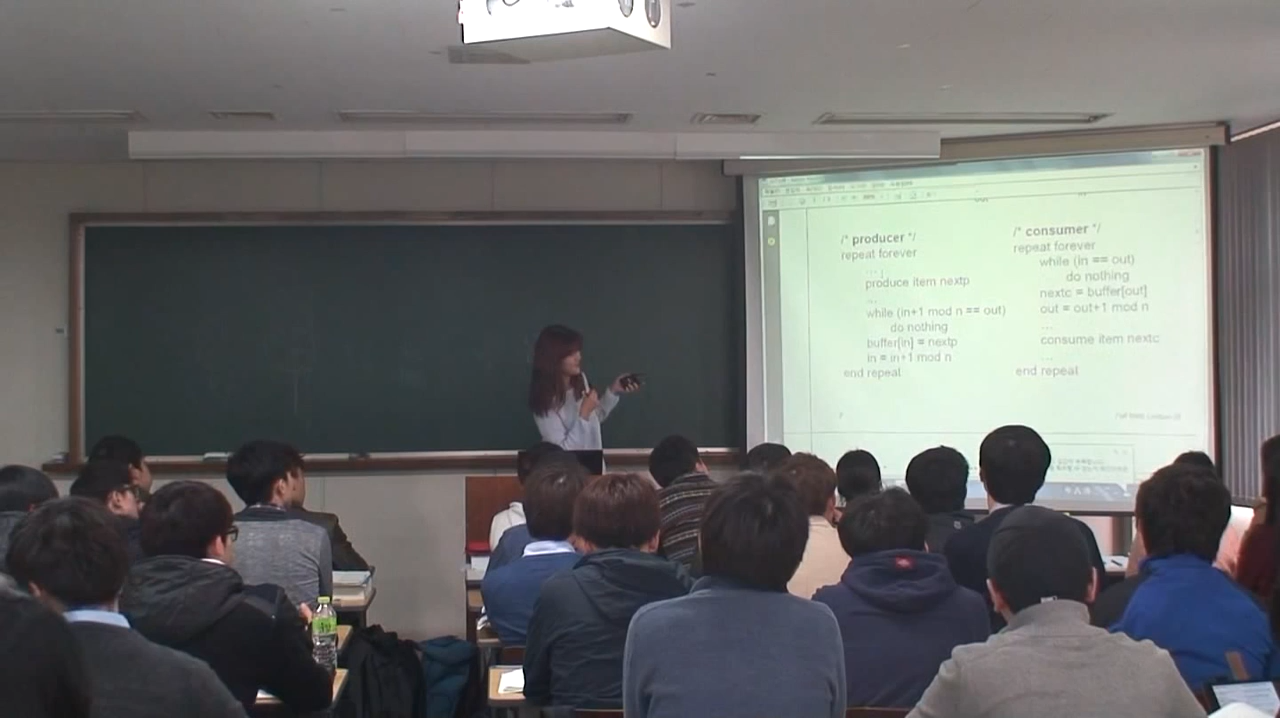 /* producer */
repeat forever
...
produce item nextp
...
while (in+1 mod n == out)
do nothing
buffer[in] = nextp
in = in+1 mod n
end repeat
/* consumer */
repeat forever
while (in == out)
do nothing
nextc = buffer[out]
out = out+1 mod n
...
consume item nextc
...
end repeat